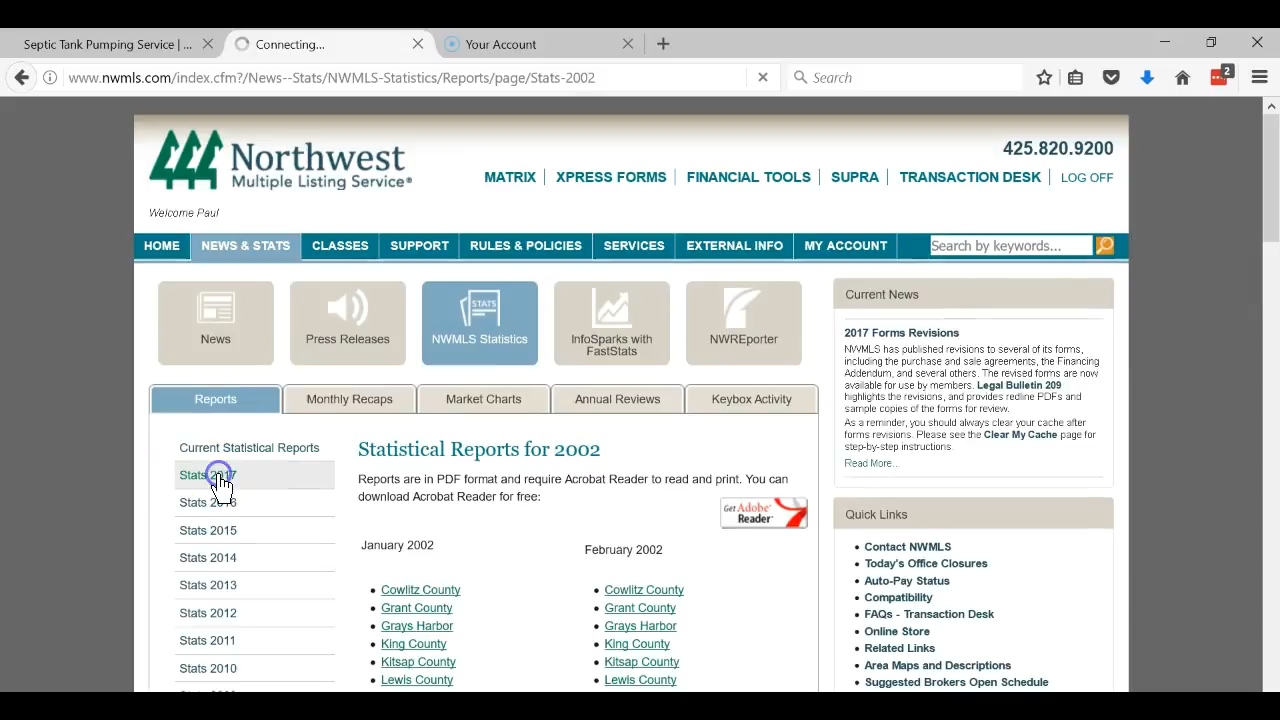 Septic Tank Pumping Service | ...
Connecting...
Your Account
www.nwmls.com/index.cfm?/News--Stats/NWMLS-Statistics/Reports/page/Stats-2002
Search
2
Northwest
Multiple Listing Service®
425.820.9200
MATRIX
XPRESS FORMS
FINANCIAL TOOLS
SUPRA
TRANSACTION DESK
LOG OFF
Welcome Paul
HOME
NEWS & STATS
CLASSES
SUPPORT
RULES & POLICIES
SERVICES
EXTERNAL INFO
MY ACCOUNT
Search by keywords...
News
Press Releases
STATS
NWMLS Statistics
InfoSparks with
FastStats
NWREporter
Reports
Monthly Recaps
Market Charts
Annual Reviews
Keybox Activity
Current Statistical Reports
Stats 2017
Stats 2016
Stats 2015
Stats 2014
Stats 2013
Stats 2012
Stats 2011
Stats 2010
Statistical Reports for 2002
Reports are in PDF format and require Acrobat Reader to read and print. You can
download Acrobat Reader for free:
Get Adobe®
Reader®
January 2002
Cowlitz County
Grant County
Grays Harbor
King County
Kitsap County
Lewis County
February 2002
Cowlitz County
Grant County
Grays Harbor
King County
Kitsap County
Lewis County
Current News
2017 Forms Revisions
NWMLS has published revisions to several of its forms,
including the purchase and sale agreements, the Financing
Addendum, and several others. The revised forms are now
available for use by members. Legal Bulletin 209
highlights the revisions, and provides redline PDFs and
sample copies of the forms for review.
As a reminder, you should always clear your cache after
forms revisions. Please see the Clear My Cache page for
step-by-step instructions.
Read More...
Quick Links
Contact NWMLS
Today's Office Closures
Auto-Pay Status
Compatibility
FAQs - Transaction Desk
Online Store
Related Links
Area Maps and Descriptions
Suggested Brokers Open Schedule